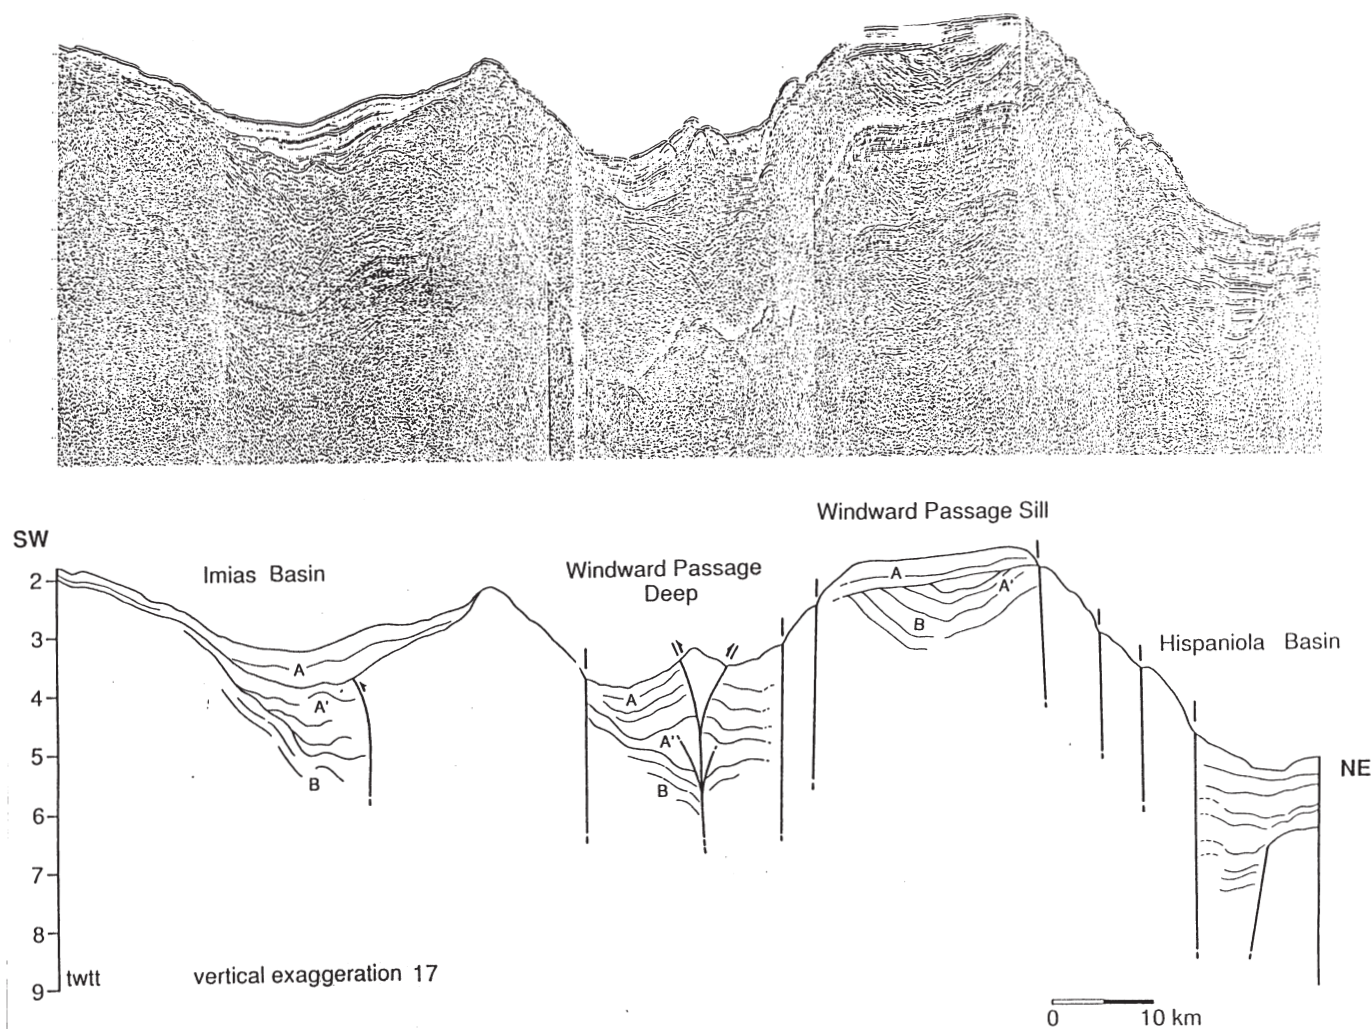 Windward Passage Sill
SW
Imias Basin
Windward Passage
Deep
Hispaniola Basin
NE
2
3
4
5
6
7
8
9
A
A'
B
A
A''
B
A
A'
B
twtt
vertical exaggeration 17
0 10 km